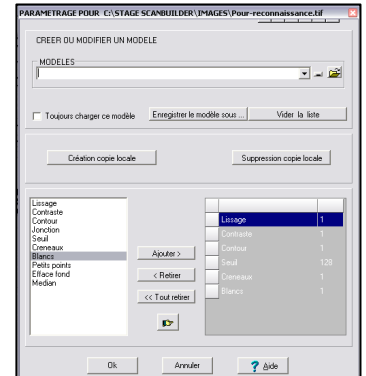 PARAMETRAGE POUR C:\STAGE SCANBUILDER\IMAGES\Pour-reconnaissance.tif
CREER OU MODIFIER UN MODELE
MODELES
Toujours charger ce modèle
Enregistrer le modèle sous ...
Vider la liste
Création copie locale
Suppression copie locale
Lissage
Contraste
Contour
Jonction
Seuil
Creneaux
Blancs
Petits points
Efface fond
Median
Ajouter >
< Retirer
<< Tout retirer
Lissage 1
Contraste 1
Contour 1
Seuil 128
Creneaux 1
Blancs 1
Ok
Annuler
? Aide